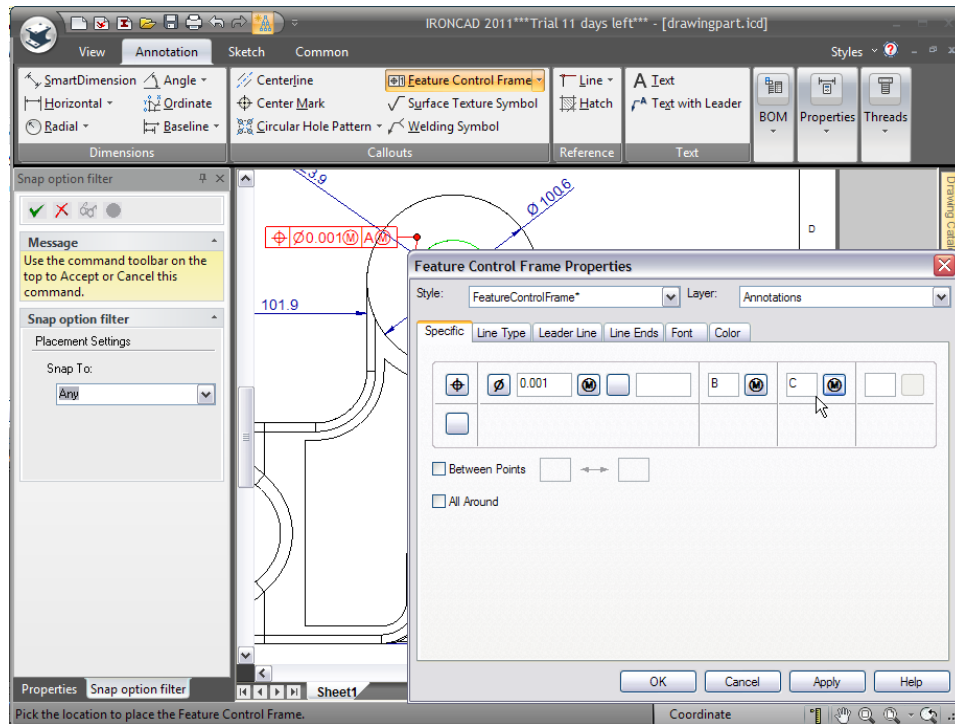 IRONCAD 2011***Trial 11 days left*** - [drawingpart.icd]
View Annotation Sketch Common Styles
SmartDimension Angle Centerline Feature Control Frame Line A Text BOM Properties Threads
Horizontal Ordinate Center Mark Surface Texture Symbol Hatch Text with Leader
Radial Baseline Circular Hole Pattern Welding Symbol
Dimensions Callouts Reference Text
Snap option filter
Message
Use the command toolbar on the
top to Accept or Cancel this
command.
Snap option filter
Placement Settings
Snap To:
Any
Ø 100.6
D
Ø0.001Ⓜ AⓂ
101.9
Feature Control Frame Properties
Style: FeatureControlFrame* Layer: Annotations
Specific Line Type Leader Line Line Ends Font Color
Ø 0.001 Ⓜ B Ⓜ C Ⓜ
Between Points
All Around
OK Cancel Apply Help
Properties Snap option filter Sheet1
Pick the location to place the Feature Control Frame. Coordinate